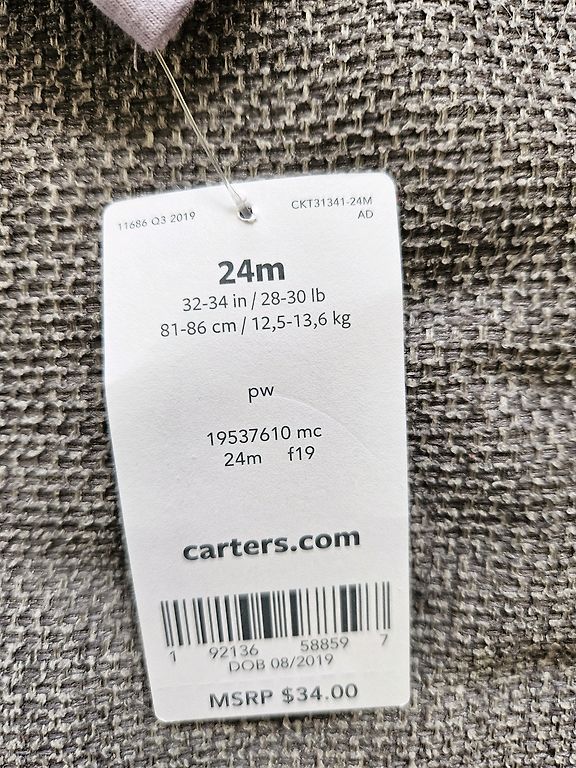 11686 Q3 2019
CKT31341-24M
AD
24m
32-34 in / 28-30 lb
81-86 cm / 12,5-13,6 kg
pw
19537610 mc
24m f19
carters.com
1 92136 58859 7
DOB 08/2019
MSRP $34.00